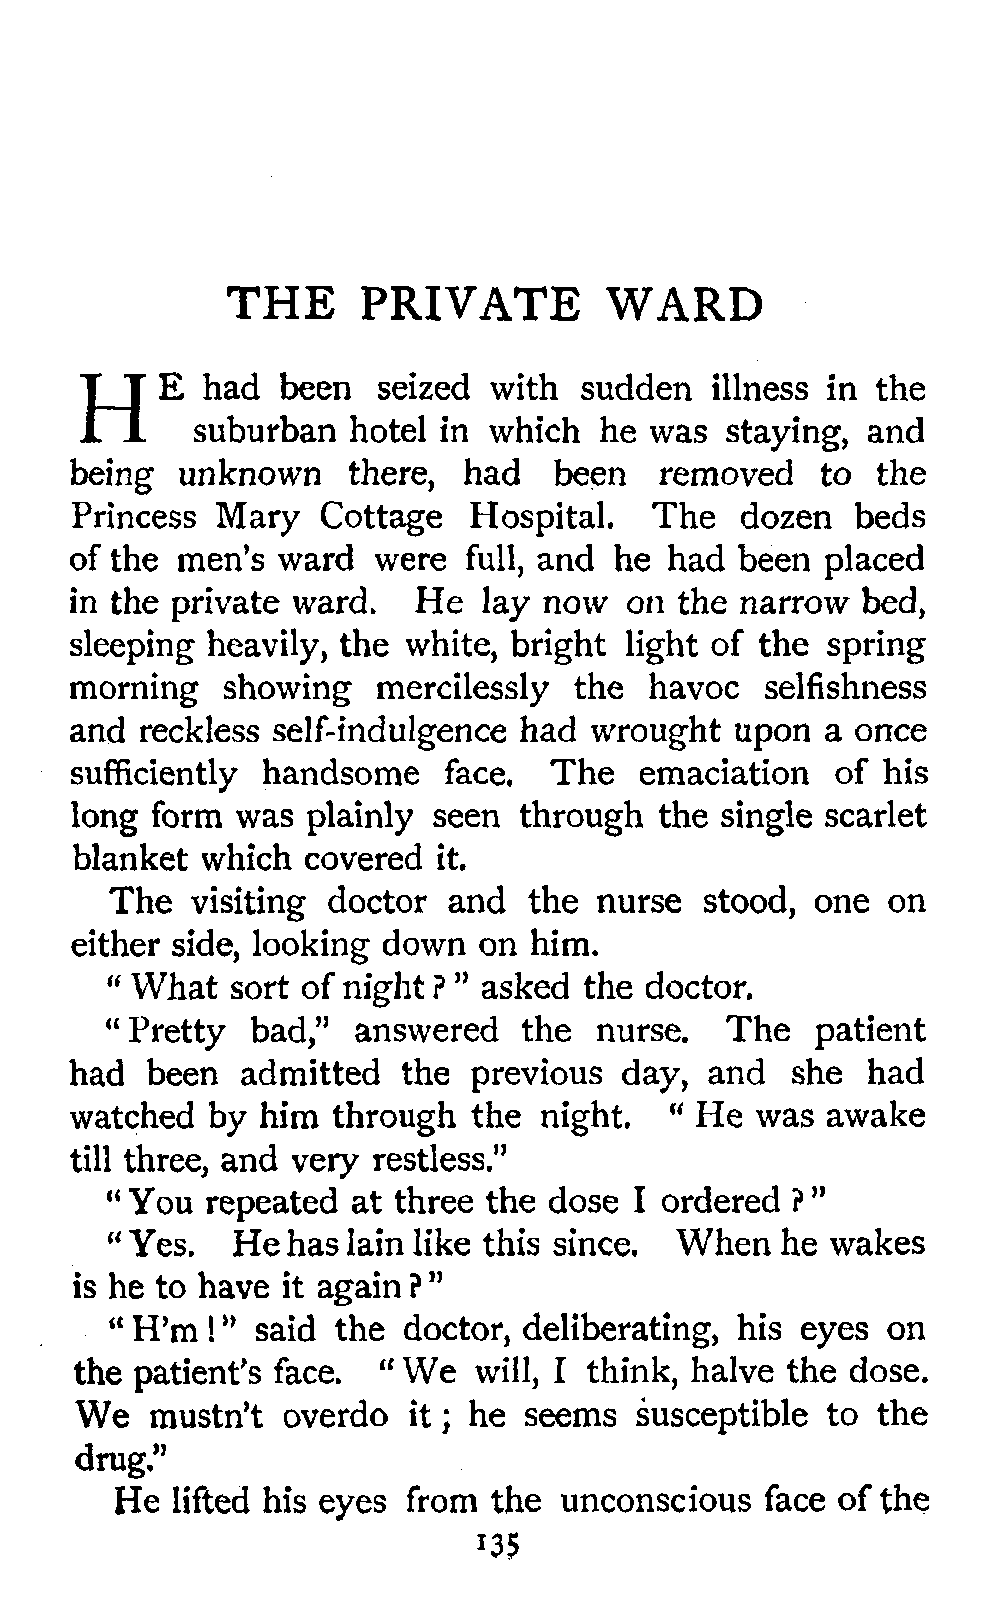 THE PRIVATE WARD
HE had been seized with sudden illness in the
suburban hotel in which he was staying, and
being unknown there, had been removed to the
Princess Mary Cottage Hospital. The dozen beds
of the men's ward were full, and he had been placed
in the private ward. He lay now on the narrow bed,
sleeping heavily, the white, bright light of the spring
morning showing mercilessly the havoc selfishness
and reckless self-indulgence had wrought upon a once
sufficiently handsome face. The emaciation of his
long form was plainly seen through the single scarlet
blanket which covered it.
The visiting doctor and the nurse stood, one on
either side, looking down on him.
“What sort of night?” asked the doctor.
“Pretty bad,” answered the nurse. The patient
had been admitted the previous day, and she had
watched by him through the night. “He was awake
till three, and very restless.”
“You repeated at three the dose I ordered?”
“Yes. He has lain like this since. When he wakes
is he to have it again?”
“H'm!” said the doctor, deliberating, his eyes on
the patient's face. “We will, I think, halve the dose.
We mustn't overdo it; he seems susceptible to the
drug.”
He lifted his eyes from the unconscious face of the
135